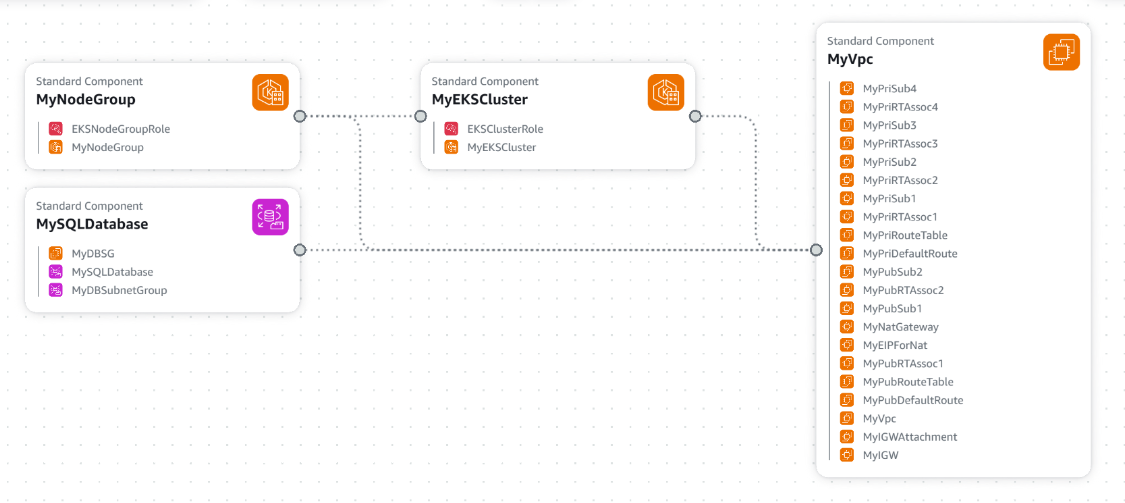 Standard Component
MyNodeGroup
EKSNodeGroupRole
MyNodeGroup
Standard Component
MySQLDatabase
MyDBSG
MySQLDatabase
MyDBSubnetGroup
Standard Component
MyEKSCluster
EKSClusterRole
MyEKSCluster
Standard Component
MyVpc
MyPriSub4
MyPriRTAssoc4
MyPriSub3
MyPriRTAssoc3
MyPriSub2
MyPriRTAssoc2
MyPriSub1
MyPriRTAssoc1
MyPriRouteTable
MyPriDefaultRoute
MyPubSub2
MyPubRTAssoc2
MyPubSub1
MyNatGateway
MyEIPForNat
MyPubRTAssoc1
MyPubRouteTable
MyPubDefaultRoute
MyVpc
MyIGWAttachment
MyIGW